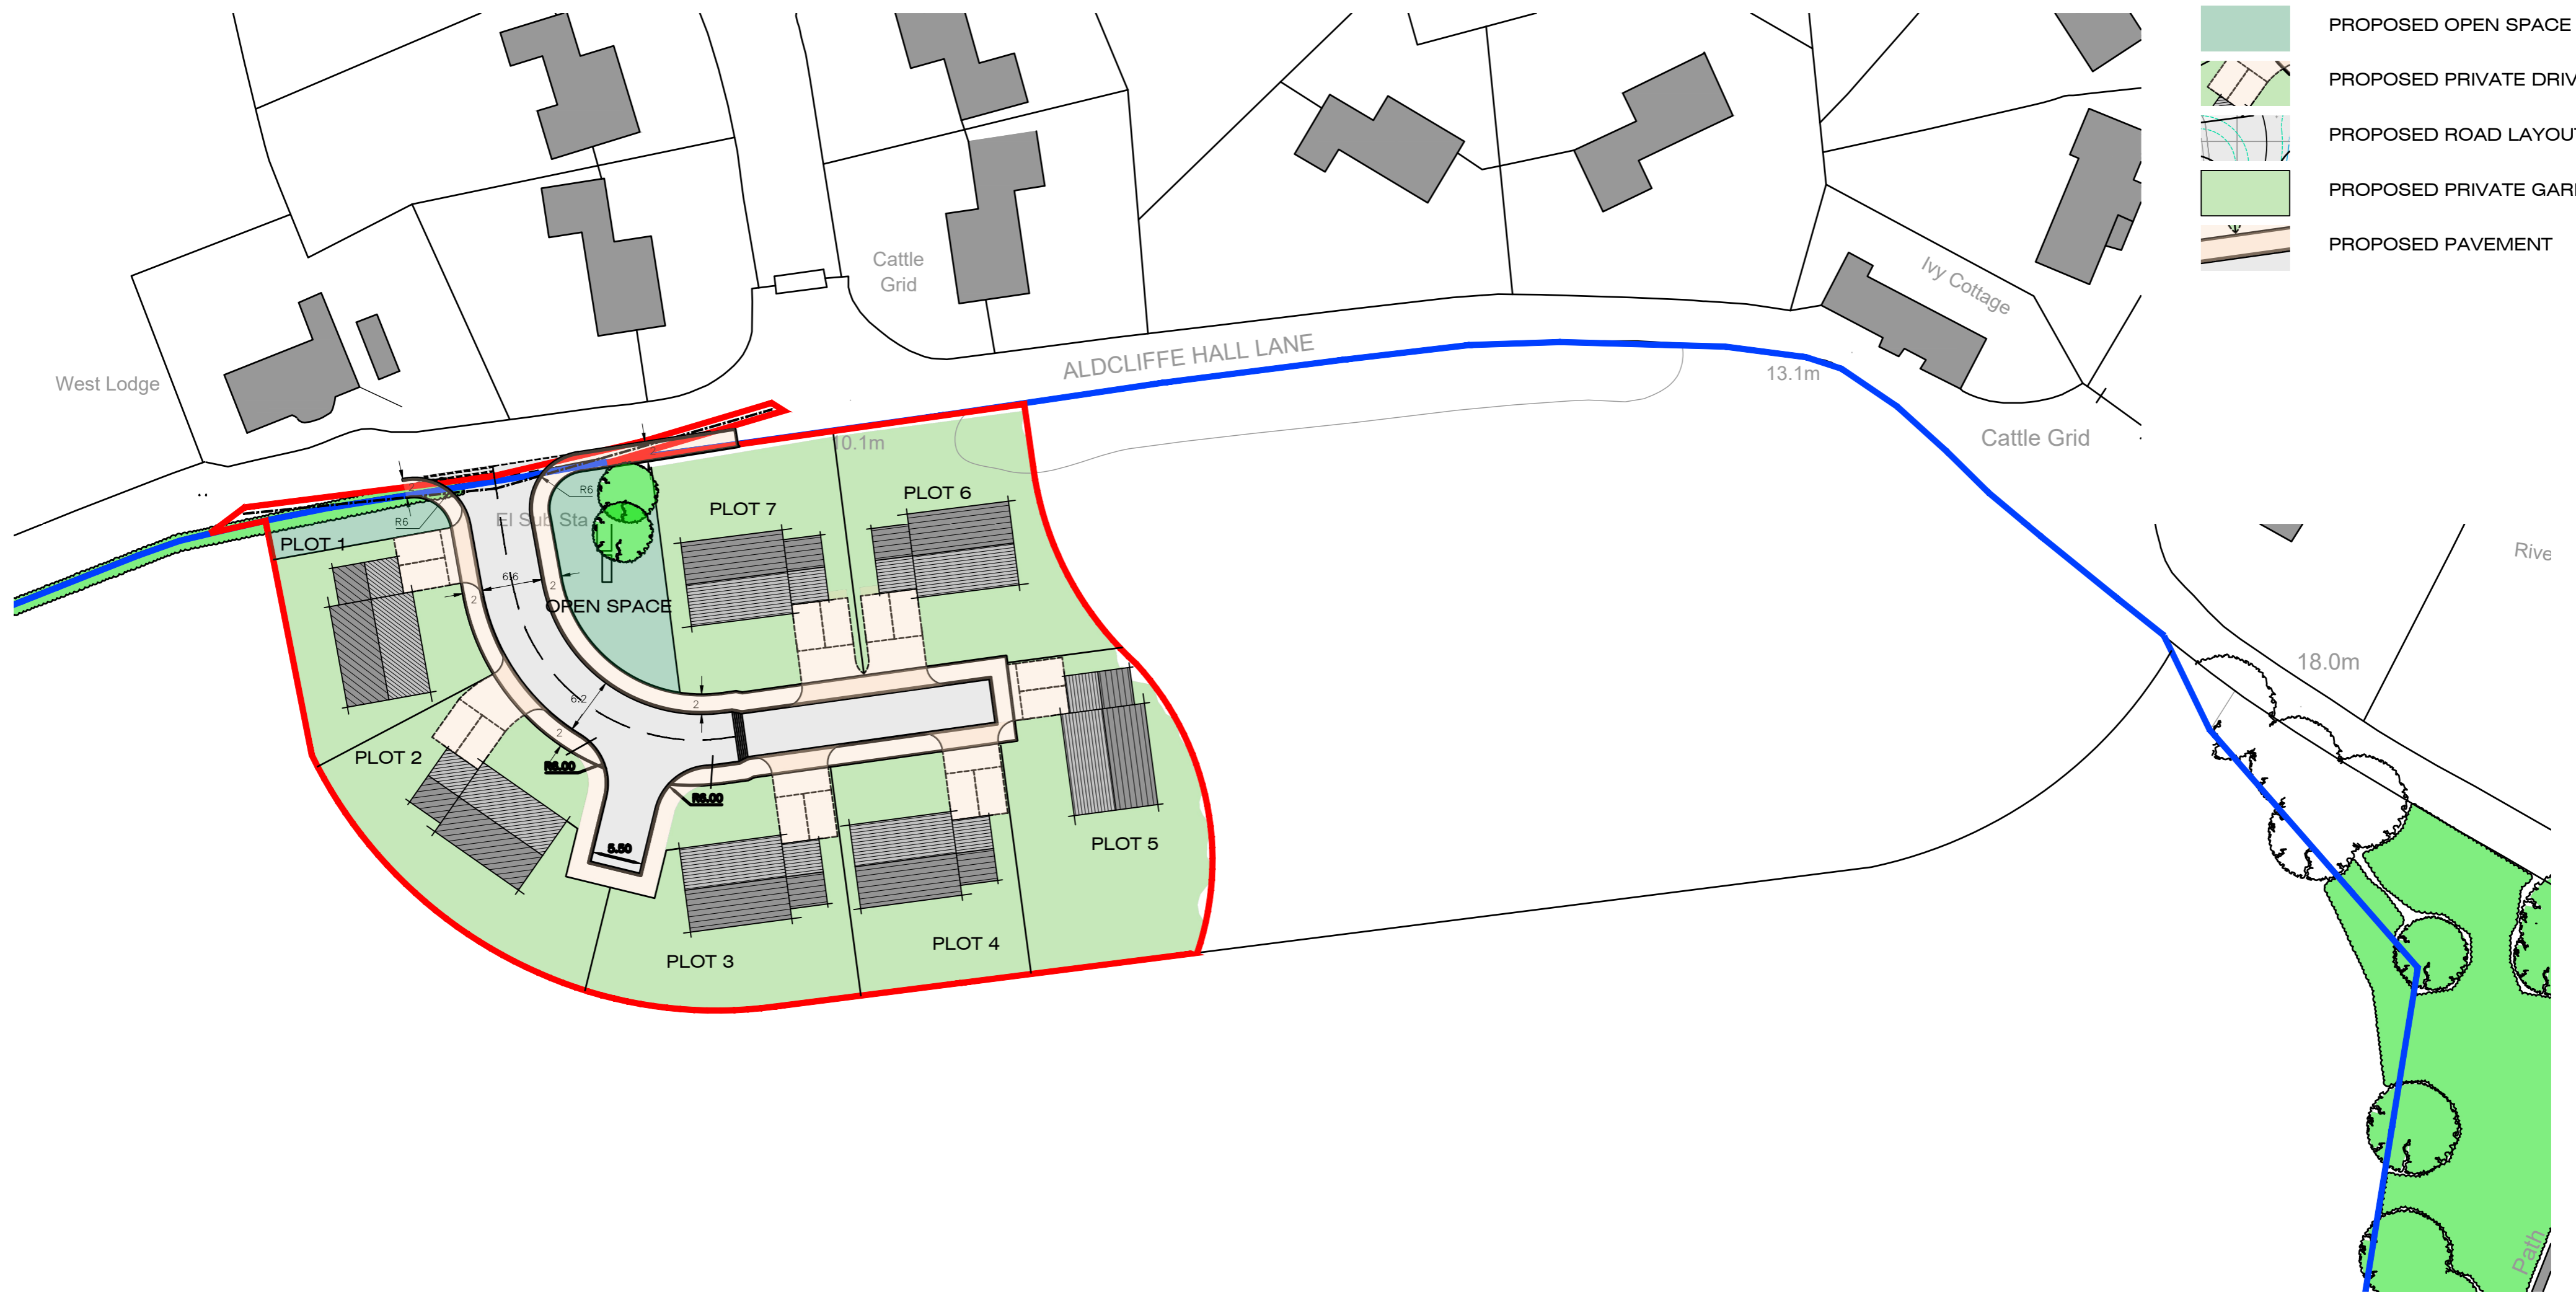 PROPOSED OPEN SPACE
PROPOSED PRIVATE DRIV
PROPOSED ROAD LAYOU
PROPOSED PRIVATE GAR
PROPOSED PAVEMENT
Cattle
Grid
Ivy Cottage
ALDCLIFFE HALL LANE
West Lodge
13.1m
Cattle Grid
10.1m
2
2
R6
R6
El Sub Sta
PLOT 7
PLOT 6
PLOT 1
Rive
6.6
2
2
OPEN SPACE
18.0m
6.2
2
2
PLOT 2
R6.00
R6.00
5.50
PLOT 5
PLOT 4
PLOT 3
Path